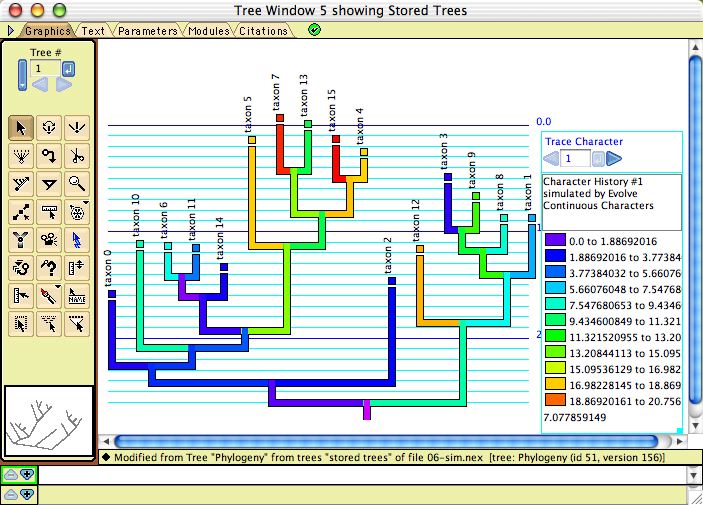 Tree Window 5 showing Stored Trees
Graphics Text Parameters Modules Citations
Tree #
1
taxon 0
taxon 10
taxon 6
taxon 11
taxon 14
taxon 5
taxon 7
taxon 13
taxon 15
taxon 4
taxon 2
taxon 12
taxon 3
taxon 9
taxon 8
taxon 1
0.0
1
2
Trace Character
1
Character History #1
simulated by Evolve
Continuous Characters
0.0 to 1.88692016
1.88692016 to 3.77384
3.77384032 to 5.66076
5.66076048 to 7.54768
7.547680653 to 9.4346
9.434600849 to 11.321
11.321520955 to 13.20
13.20844113 to 15.095
15.09536129 to 16.982
16.98228145 to 18.869
18.86920161 to 20.756
7.077859149
NAME
Modified from Tree "Phylogeny" from trees "stored trees" of file 06-sim.nex [tree: Phylogeny (id 51, version 156)]